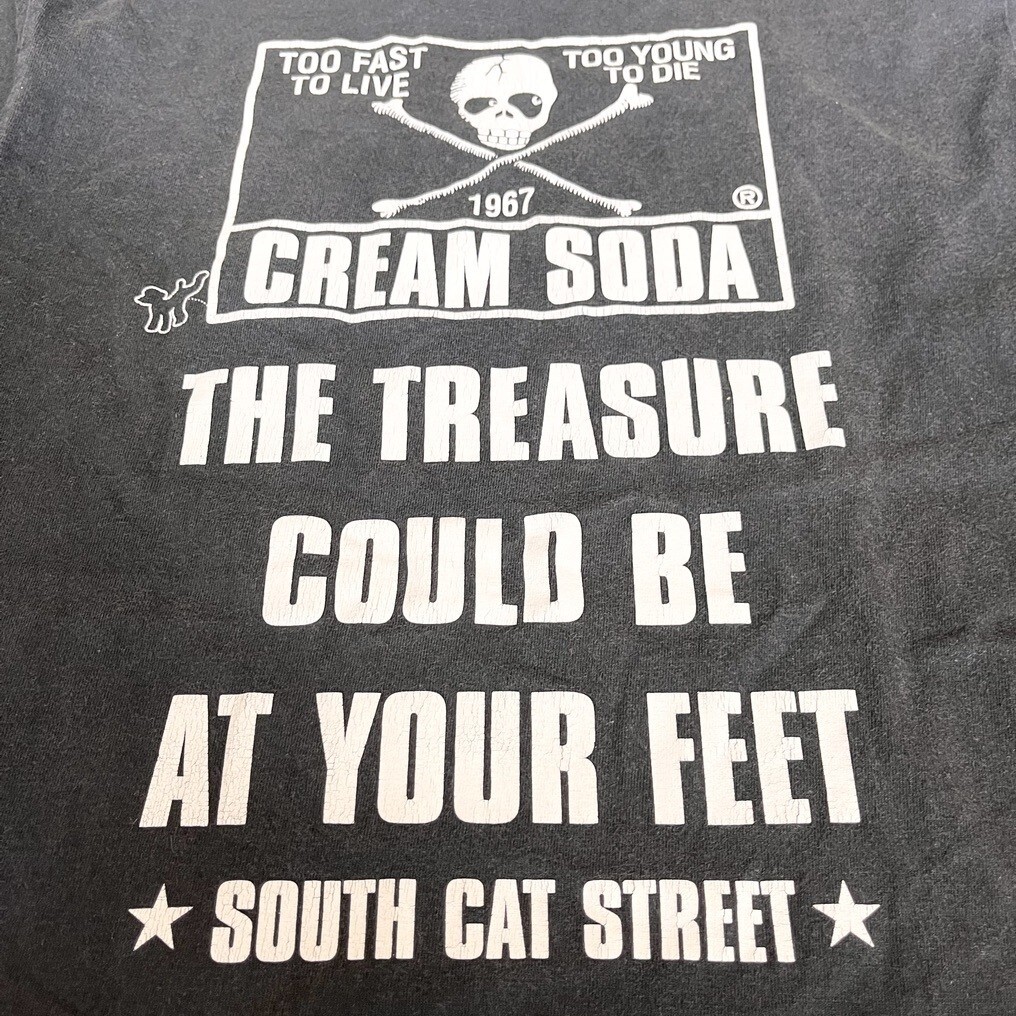 TOO FAST
TO LIVE
TOO YOUNG
TO DIE
1967
®
CREAM SODA
THE TREASURE
COULD BE
AT YOUR FEET
★ SOUTH CAT STREET ★